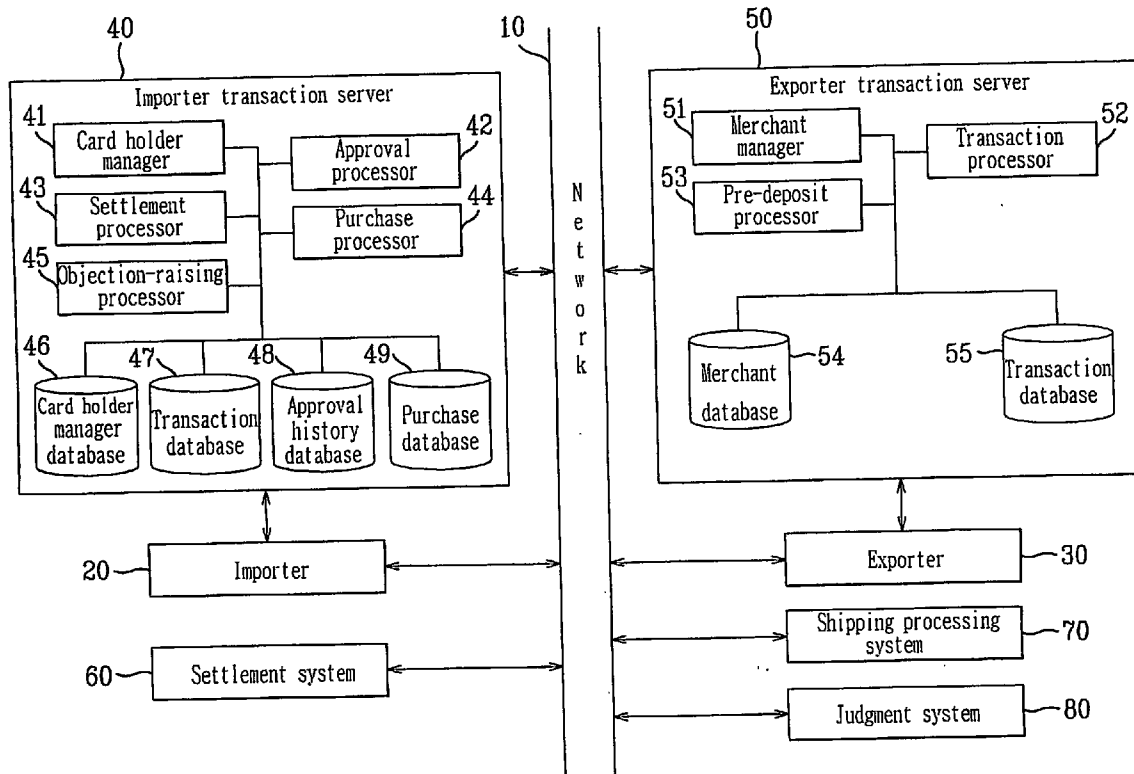 40
10
50
Importer transaction server
41
Card holder
manager
42
Approval
processor
43
Settlement
processor
44
Purchase
processor
45
Objection-raising
processor
46
Card holder
manager
database
47
Transaction
database
48
Approval
history
database
49
Purchase
database
Network
Exporter transaction server
51
Merchant
manager
52
Transaction
processor
53
Pre-deposit
processor
Merchant
database
54
55
Transaction
database
20
Importer
Exporter
30
60
Settlement system
Shipping processing
system
70
Judgment system
80